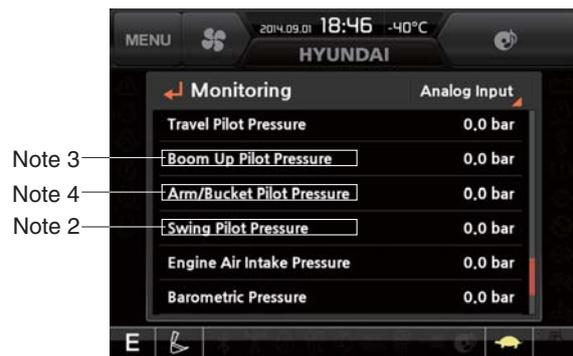 MENU
2014.09.01 18:46 -40°C
HYUNDAI
Monitoring Analog Input
Travel Pilot Pressure 0.0 bar
Note 3 Boom Up Pilot Pressure 0.0 bar
Note 4 Arm/Bucket Pilot Pressure 0.0 bar
Note 2 Swing Pilot Pressure 0.0 bar
Engine Air Intake Pressure 0.0 bar
Barometric Pressure 0.0 bar
E